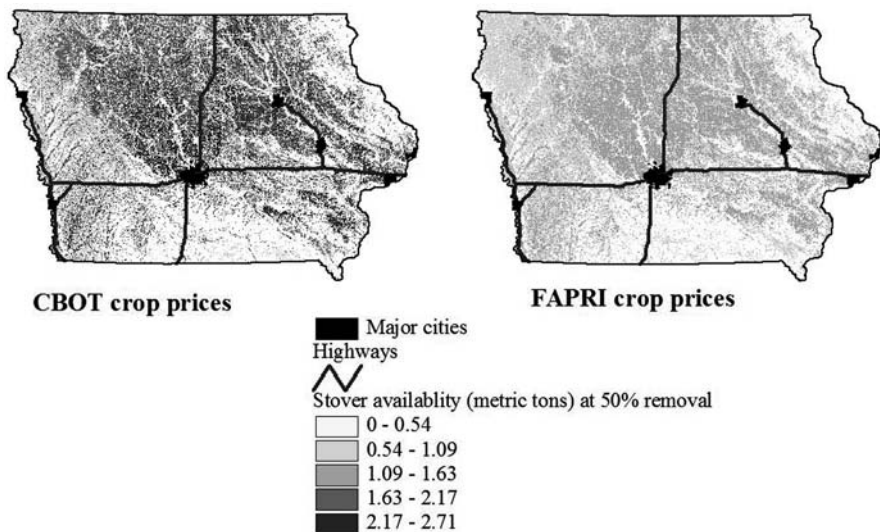 CBOT crop prices
FAPRI crop prices
Major cities
Highways
Stover availablity (metric tons) at 50% removal
0 - 0.54
0.54 - 1.09
1.09 - 1.63
1.63 - 2.17
2.17 - 2.71